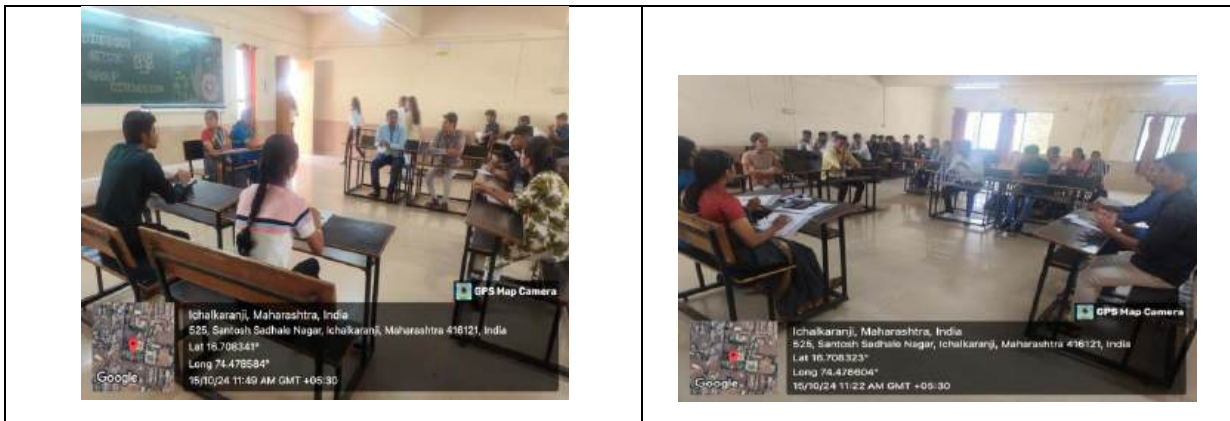 GROUP
GPS Map Camera
Ichalkaranji, Maharashtra, India
525, Santosh Sadhale Nagar, Ichalkaranji, Maharashtra 416121, India
Lat 16.708341°
Long 74.478584°
15/10/24 11:49 AM GMT +05:30
Google
GPS Map Camera
Ichalkaranji, Maharashtra, India
525, Santosh Sadhale Nagar, Ichalkaranji, Maharashtra 416121, India
Lat 16.708323°
Long 74.478604°
15/10/24 11:22 AM GMT +05:30
Google